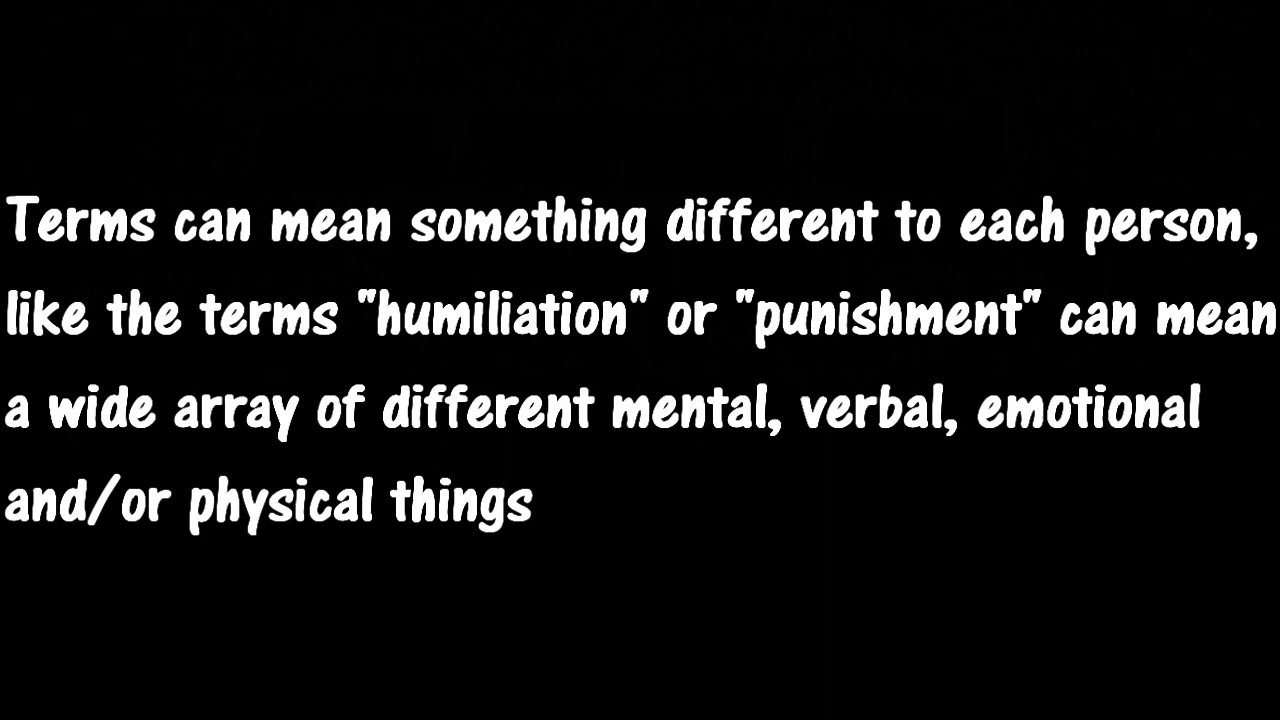 Terms can mean something different to each person,
like the terms "humiliation" or "punishment" can mean
a wide array of different mental, verbal, emotional
and/or physical things